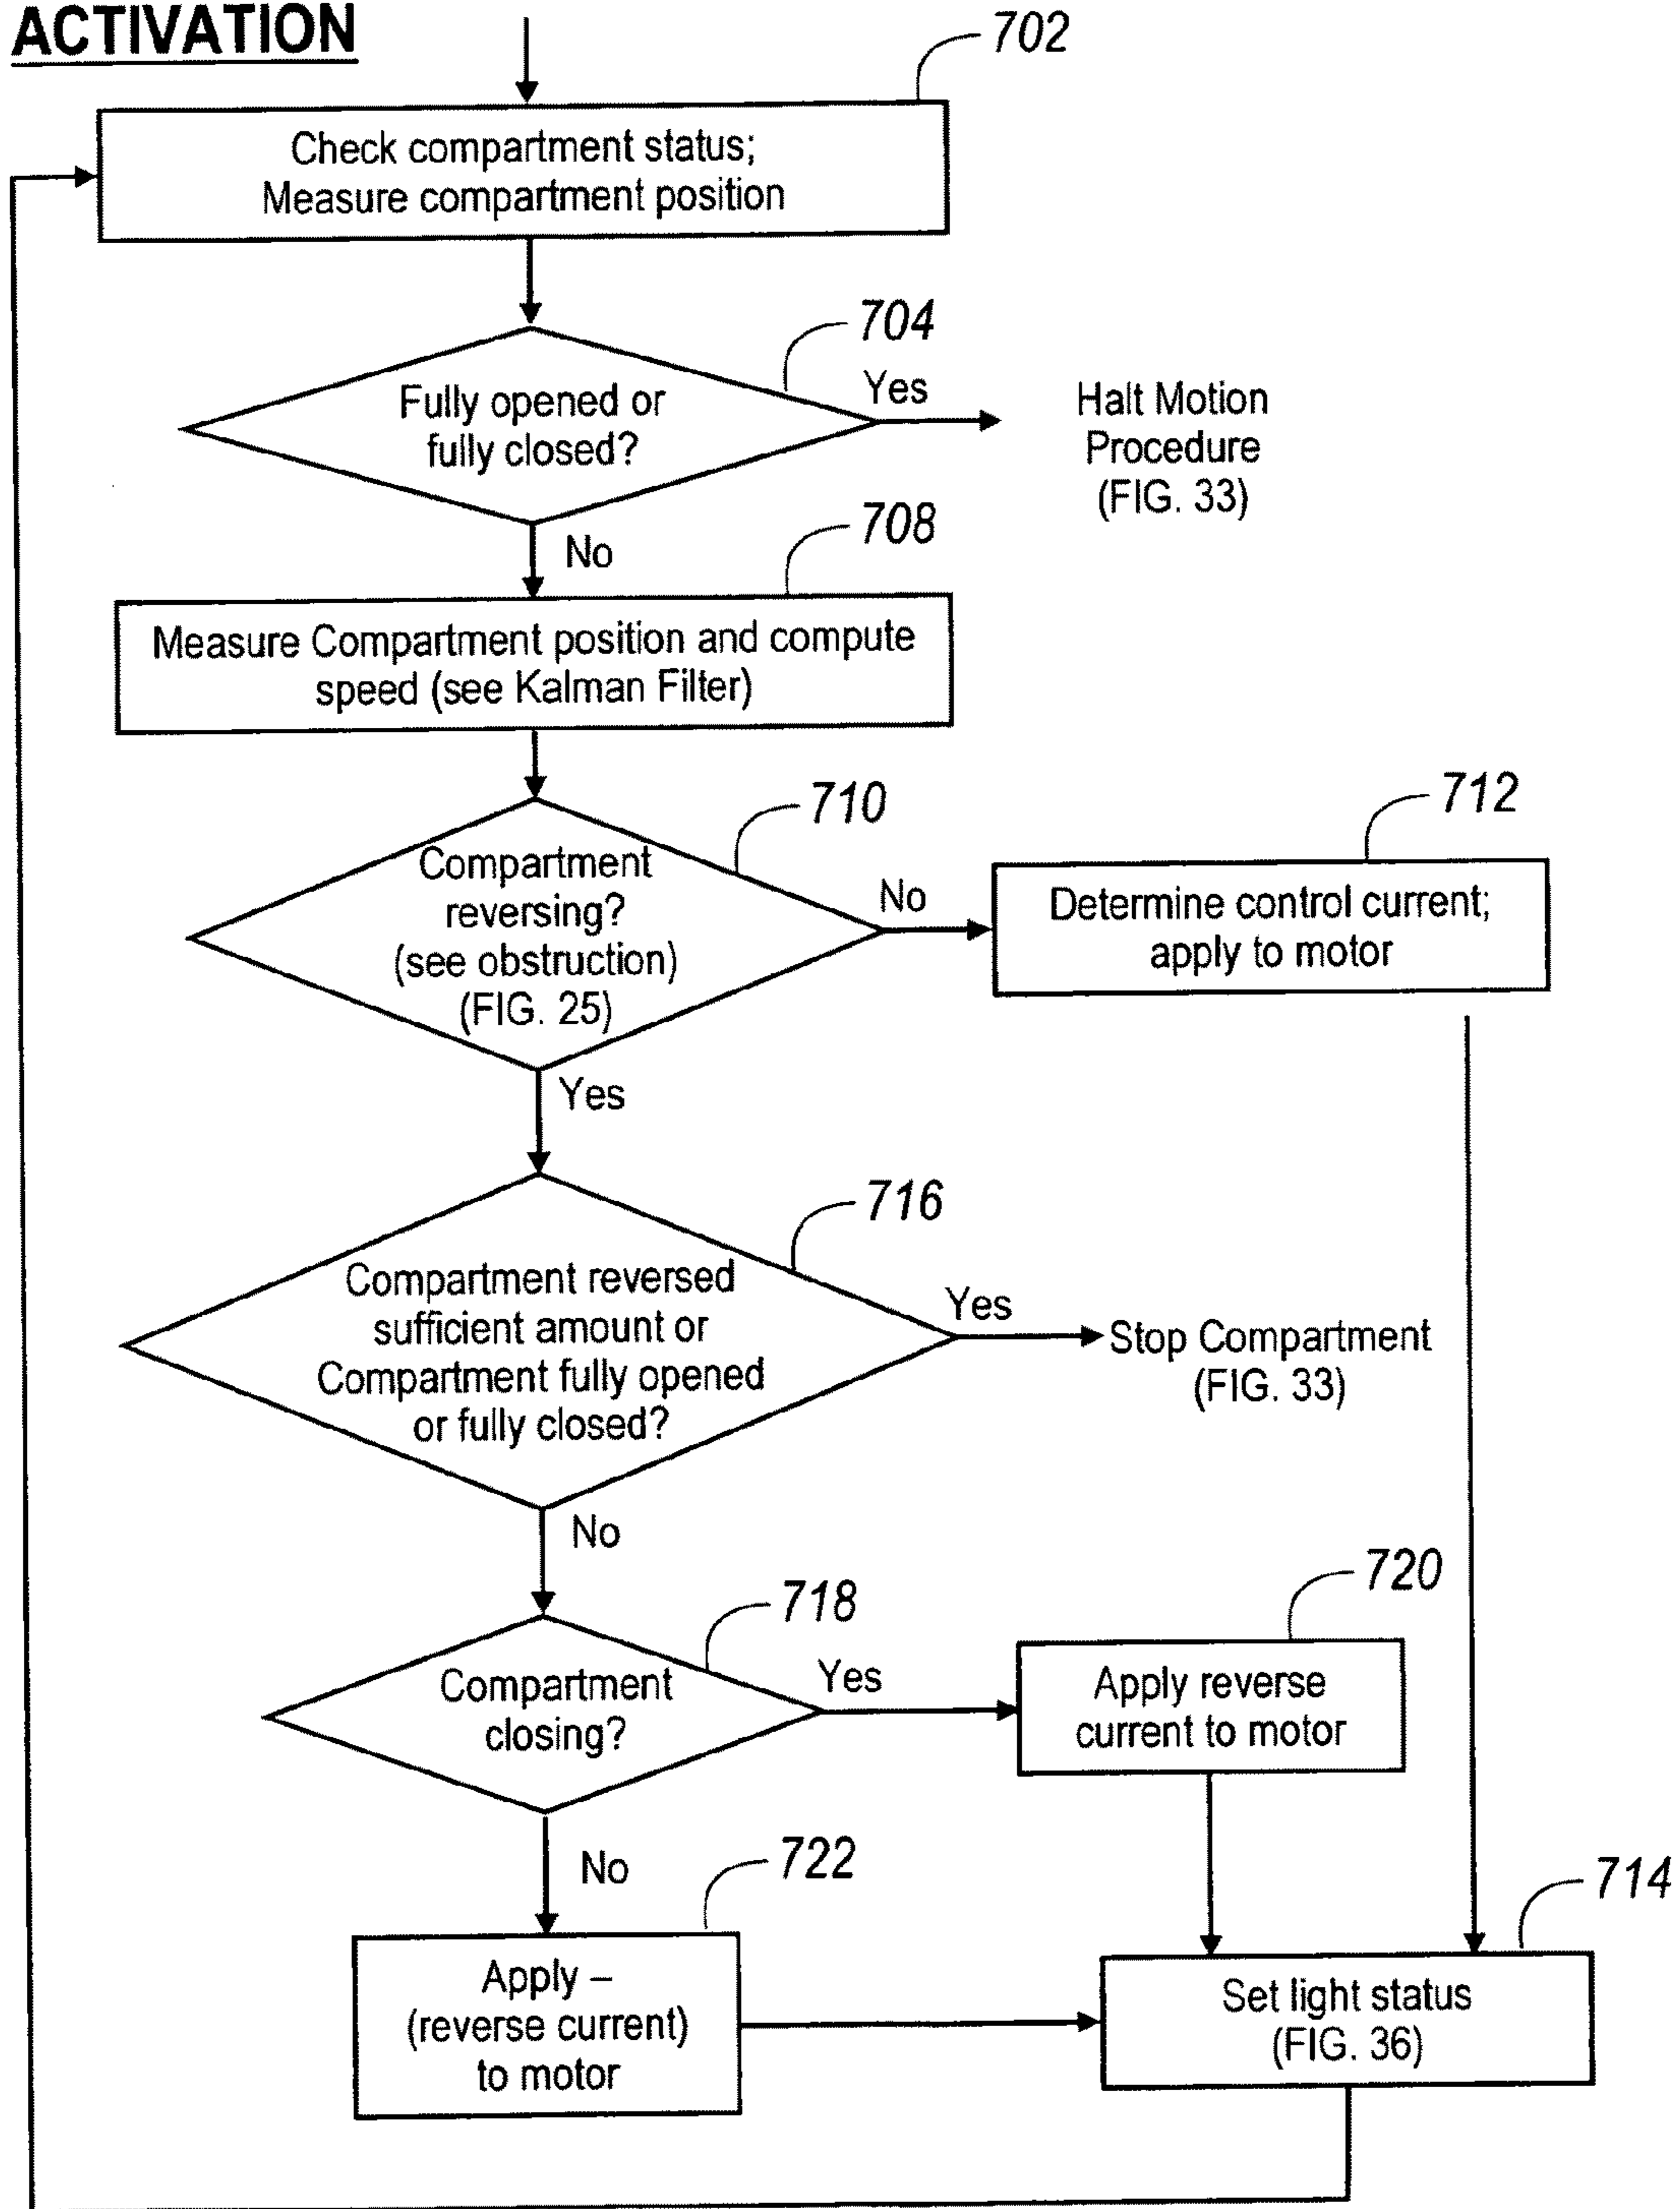 ACTIVATION
702
Check compartment status;
Measure compartment position
704
Fully opened or
fully closed?
Yes
Halt Motion
Procedure
(FIG. 33)
No
708
Measure Compartment position and compute
speed (see Kalman Filter)
710
Compartment
reversing?
(see obstruction)
(FIG. 25)
No
712
Determine control current;
apply to motor
Yes
716
Compartment reversed
sufficient amount or
Compartment fully opened
or fully closed?
Yes
Stop Compartment
(FIG. 33)
No
718
Compartment
closing?
Yes
720
Apply reverse
current to motor
No
722
Apply –
(reverse current)
to motor
714
Set light status
(FIG. 36)